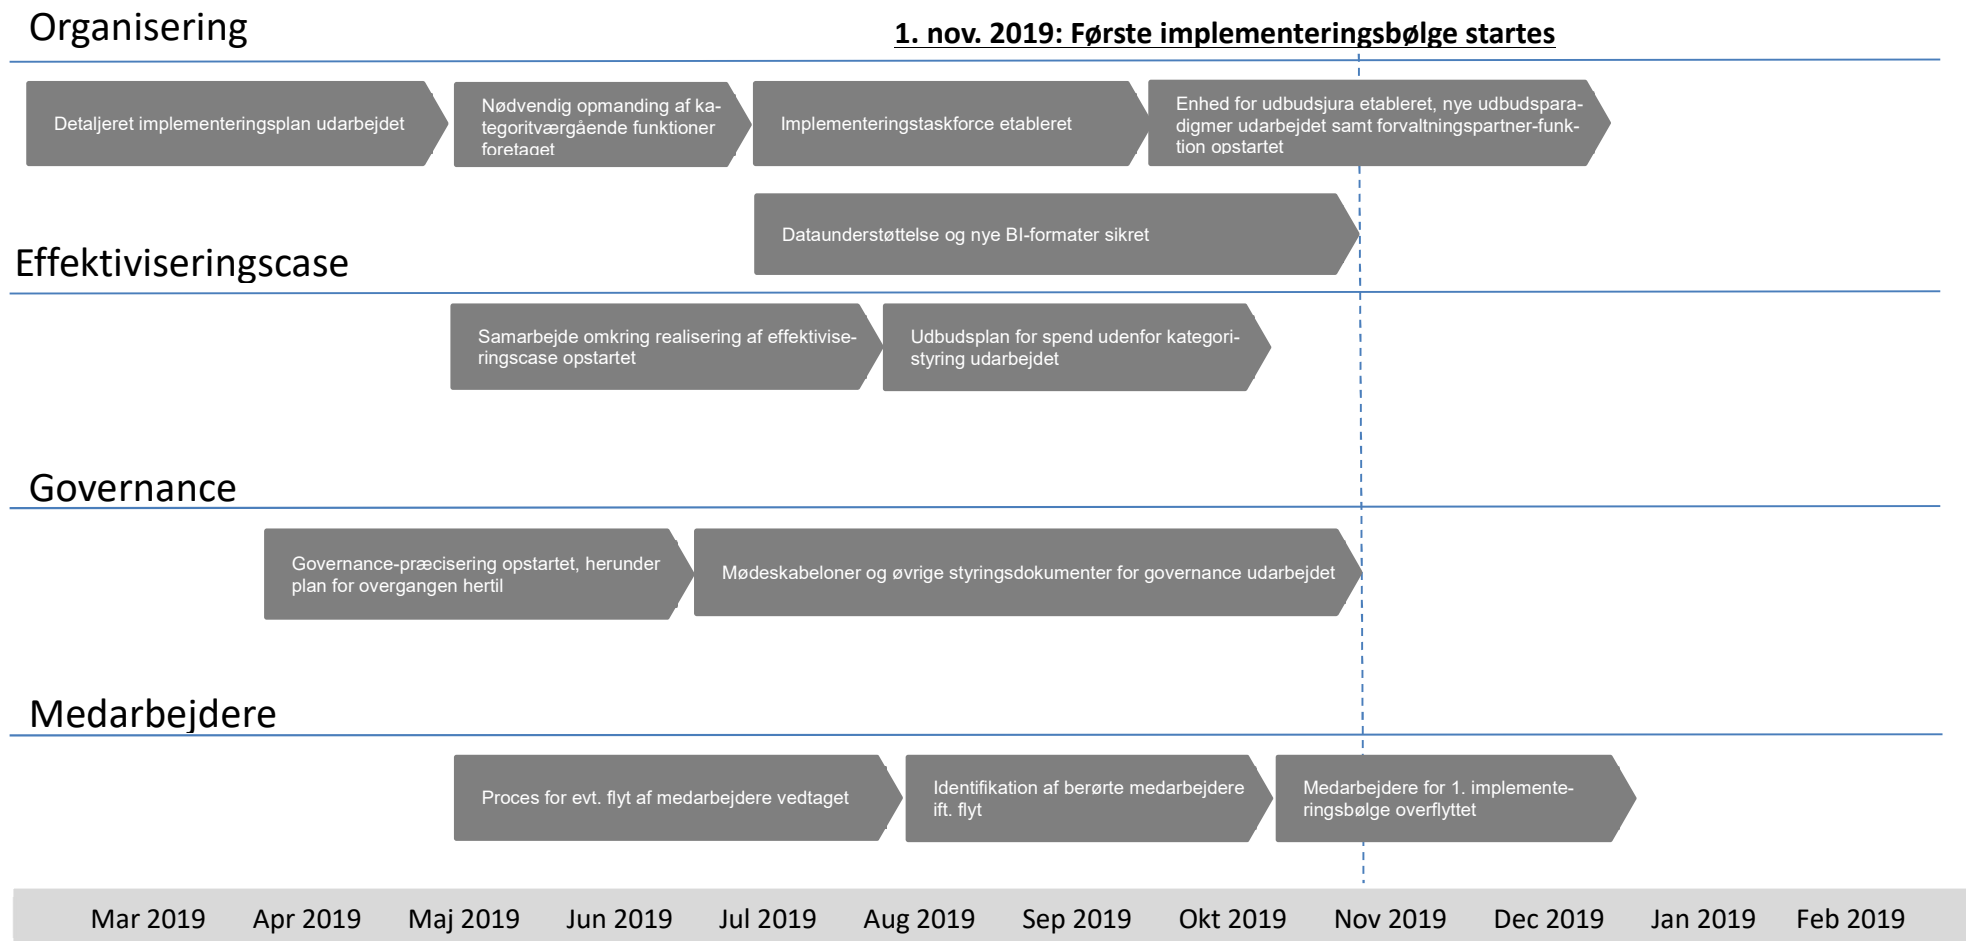 Organisering
1. nov. 2019: Første implementeringsbølge startes
Detaljeret implementeringsplan udarbejdet
Nødvendig opmanding af ka-
tegoritværgående funktioner
foretaget
Implementeringstaskforce etableret
Enhed for udbudsjura etableret, nye udbudspara-
digmer udarbejdet samt forvaltningspartner-funk-
tion opstartet
Dataunderstøttelse og nye BI-formater sikret
Effektiviseringscase
Samarbejde omkring realisering af effektivise-
ringscase opstartet
Udbudsplan for spend udenfor kategori-
styring udarbejdet
Governance
Governance-præcisering opstartet, herunder
plan for overgangen hertil
Mødeskabeloner og øvrige styringsdokumenter for governance udarbejdet
Medarbejdere
Proces for evt. flyt af medarbejdere vedtaget
Identifikation af berørte medarbejdere
ift. flyt
Medarbejdere for 1. implemente-
ringsbølge overflyttet
Mar 2019 Apr 2019 Maj 2019 Jun 2019 Jul 2019 Aug 2019 Sep 2019 Okt 2019 Nov 2019 Dec 2019 Jan 2019 Feb 2019